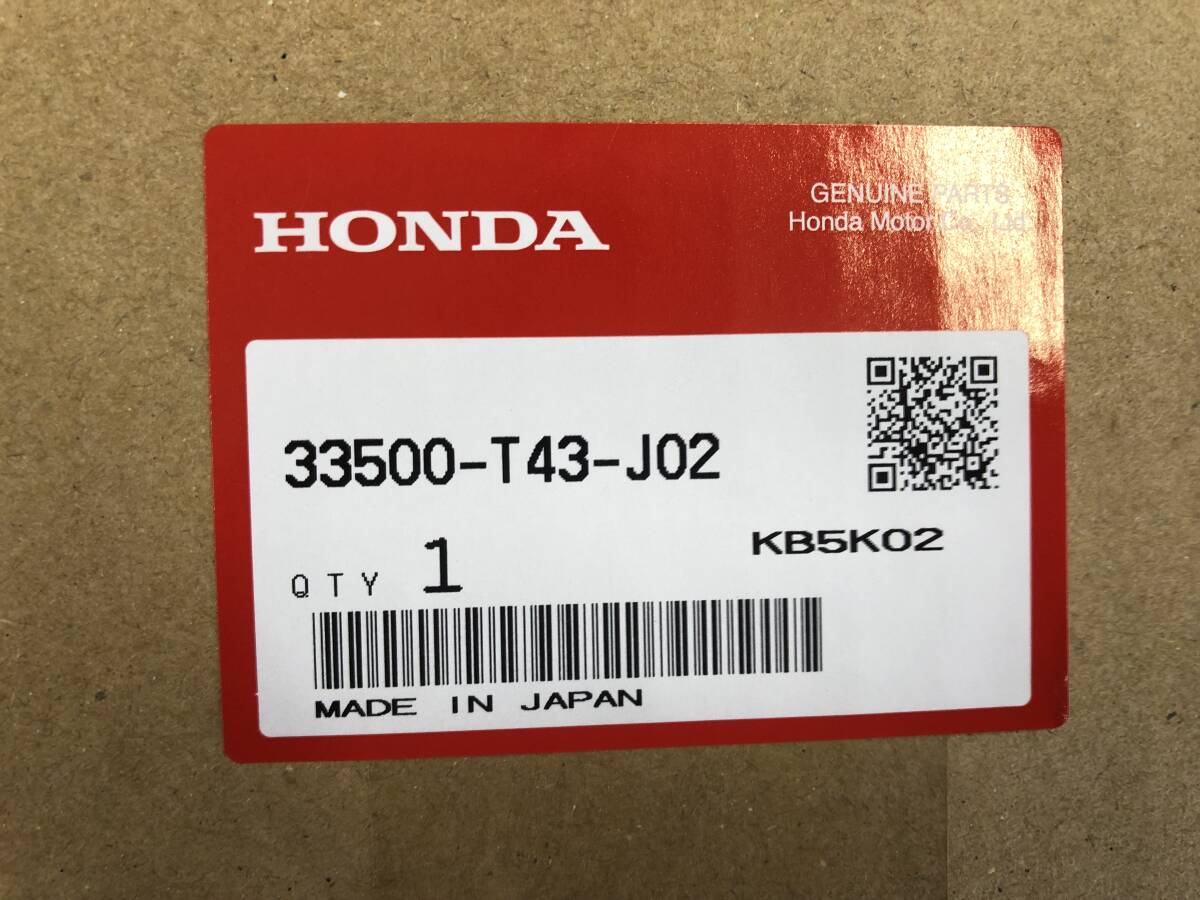 HONDA
GENUINE PARTS
Honda Motor Co., Ltd.
33500-T43-J02
KB5K02
QTY 1
MADE IN JAPAN